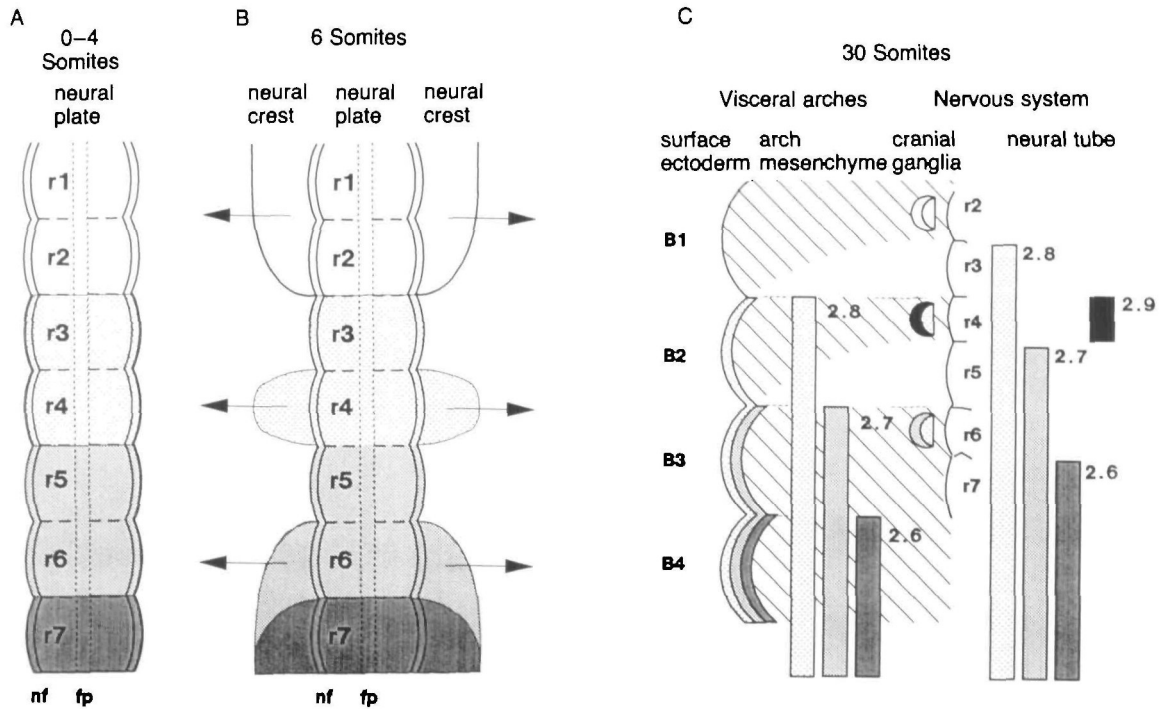 A
0–4
Somites
neural
plate
r1
r2
r3
r4
r5
r6
r7
nf fp
B
6 Somites
neural crest
neural plate
neural crest
r1
r2
r3
r4
r5
r6
r7
nf fp
C
30 Somites
Visceral arches
Nervous system
surface ectoderm
arch mesenchyme
cranial ganglia
neural tube
B1
B2
B3
B4
2.8
2.7
2.6
r2
r3
r4
r5
r6
r7
2.8
2.9
2.7
2.6